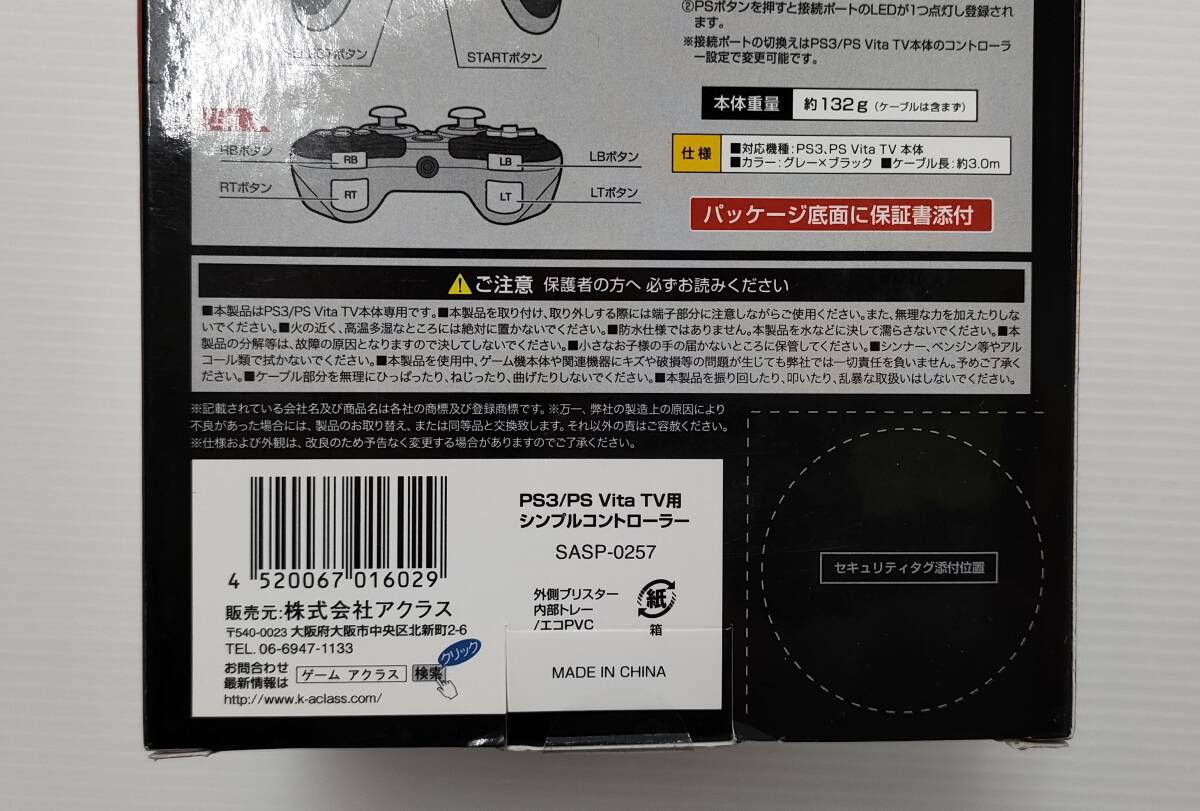 ②PSボタンを押すと接続ポートのLEDが1つ点灯し登録され
ます。
※接続ポートの切換えはPS3/PS Vita TV本体のコントローラ
ー設定で変更可能です。
SELECTボタン
STARTボタン
本体重量 約132g(ケーブルは含まず)
仕様
■対応機種:PS3、PS Vita TV 本体
■カラー:グレー×ブラック ■ケーブル長:約3.0m
パッケージ底面に保証書添付
RBボタン
RB
LB
LBボタン
RTボタン
RT
LT
LTボタン
⚠ご注意 保護者の方へ 必ずお読みください
■本製品はPS3/PS Vita TV本体専用です。■本製品を取り付け、取り外しする際には端子部分に注意しながらご使用ください。また、無理な力を加えたりしな
いでください。■火の近く、高温多湿なところには絶対に置かないでください。■防水仕様ではありません。本製品を水などに決して濡らさないでください。■本
製品の分解等は、故障の原因となりますので決してしないでください。■小さなお子様の手の届かないところに保管してください。■シンナー、ベンジン等やアル
コール類で拭かないでください。■本製品を使用中、ゲーム機本体や関連機器にキズや破損等の問題が生じても弊社では一切責任を負いません。予めご了承く
ださい。■ケーブル部分を無理にひっぱったり、ねじったり、曲げたりしないでください。■本製品を振り回したり、叩いたり、乱暴な取扱いはしないでください。
※記載されている会社名及び商品名は各社の商標及び登録商標です。※万一、弊社の製造上の原因により
不良があった場合には、製品のお取り替え、または同等品と交換致します。それ以外の責はご容赦ください。
※仕様および外観は、改良のため予告なく変更する場合がありますのでご了承ください。
4 520067 016029
販売元:株式会社アクラス
〒540-0023 大阪府大阪市中央区北新町2-6
TEL. 06-6947-1133
お問合わせ
最新情報は
ゲーム アクラス
検索
クリック
http://www.k-aclass.com/
PS3/PS Vita TV用
シンプルコントローラー
SASP-0257
外側ブリスター
内部トレー
/エコPVC
紙
箱
MADE IN CHINA
セキュリティタグ添付位置